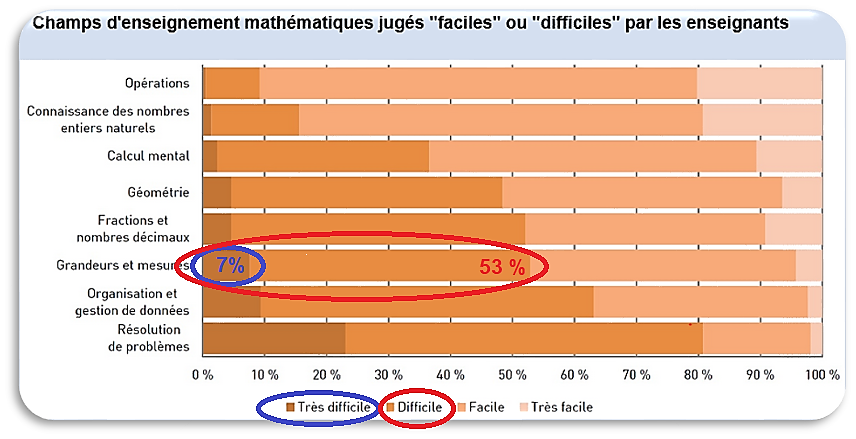 Champs d'enseignement mathématiques jugés "faciles" ou "difficiles" par les enseignants
Opérations
Connaissance des nombres
entiers naturels
Calcul mental
Géométrie
Fractions et
nombres décimaux
Grandeurs et mesures
7%
53 %
Organisation et
gestion de données
Résolution
de problèmes
0 % 10 % 20 % 30 % 40 % 50 % 60 % 70 % 80 % 90 % 100 %
Très difficile Difficile Facile Très facile